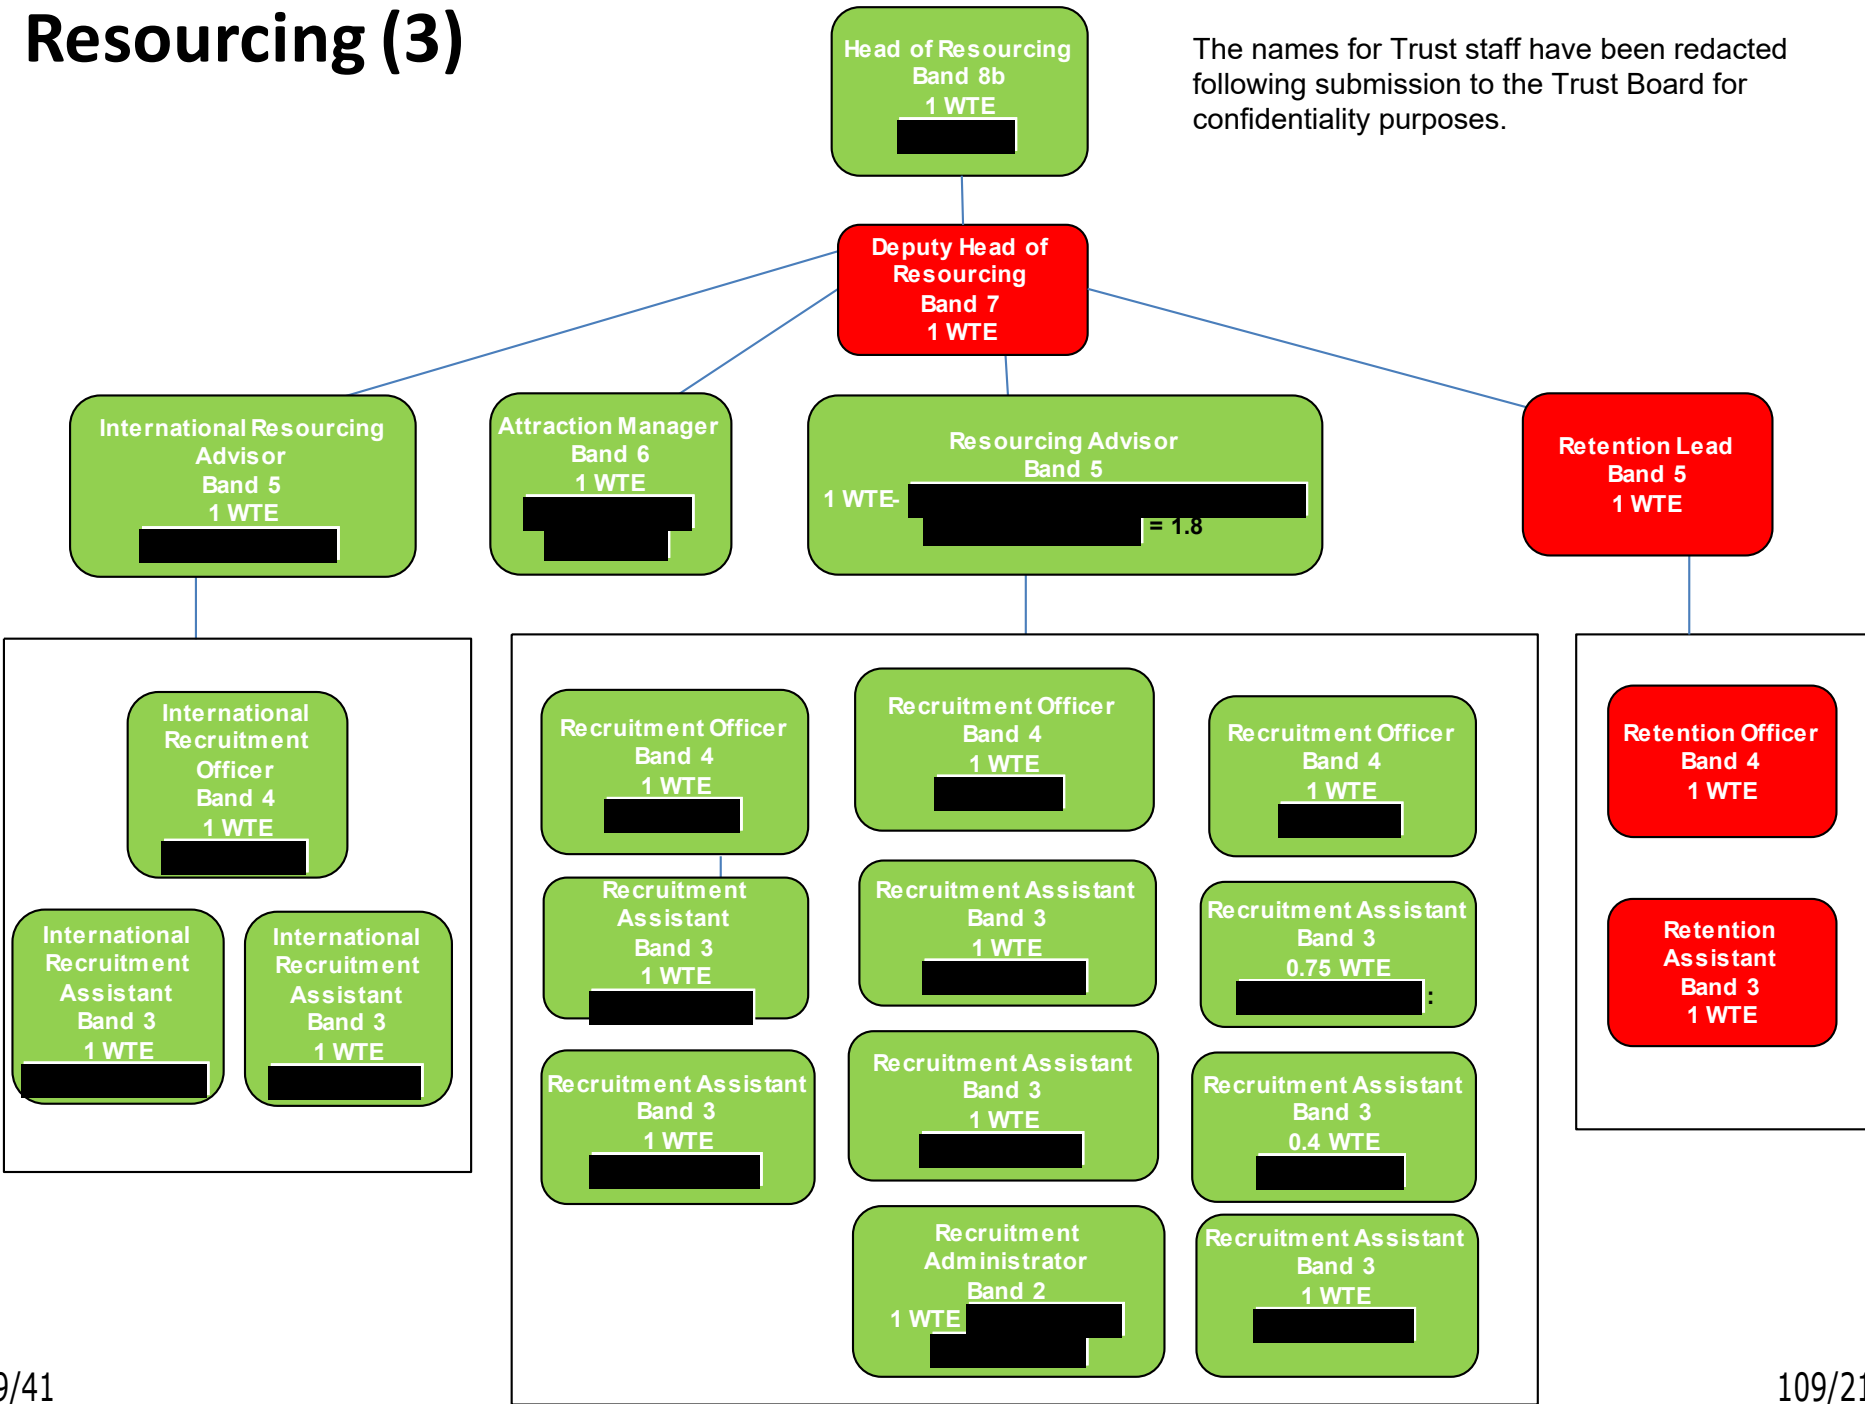 Resourcing (3)
The names for Trust staff have been redacted
following submission to the Trust Board for
confidentiality purposes.
Head of Resourcing
Band 8b
1 WTE
Deputy Head of
Resourcing
Band 7
1 WTE
International Resourcing
Advisor
Band 5
1 WTE
Attraction Manager
Band 6
1 WTE
Resourcing Advisor
Band 5
1 WTE-
= 1.8
Retention Lead
Band 5
1 WTE
International
Recruitment
Officer
Band 4
1 WTE
International
Recruitment
Assistant
Band 3
1 WTE
International
Recruitment
Assistant
Band 3
1 WTE
Recruitment Officer
Band 4
1 WTE
Recruitment Officer
Band 4
1 WTE
Recruitment Officer
Band 4
1 WTE
Recruitment
Assistant
Band 3
1 WTE
Recruitment Assistant
Band 3
1 WTE
Recruitment Assistant
Band 3
0.75 WTE
:
Recruitment Assistant
Band 3
1 WTE
Recruitment Assistant
Band 3
1 WTE
Recruitment Assistant
Band 3
0.4 WTE
Recruitment
Administrator
Band 2
1 WTE
Recruitment Assistant
Band 3
1 WTE
Retention Officer
Band 4
1 WTE
Retention
Assistant
Band 3
1 WTE
9/41
109/21